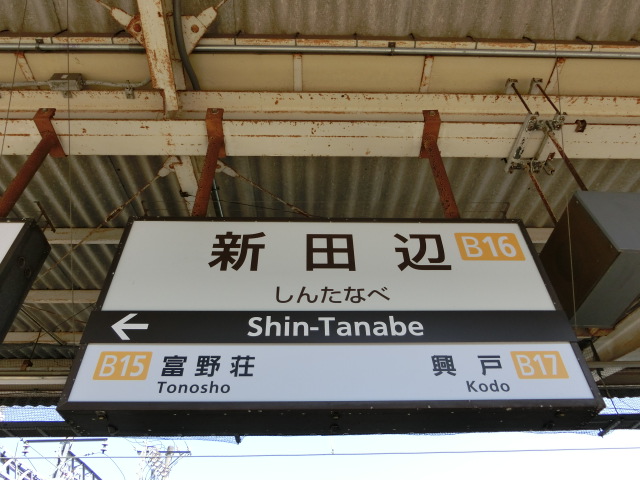 新田辺 B16
しんたなべ
← Shin-Tanabe
B15 富野荘 興戸 B17
Tonosho Kodo